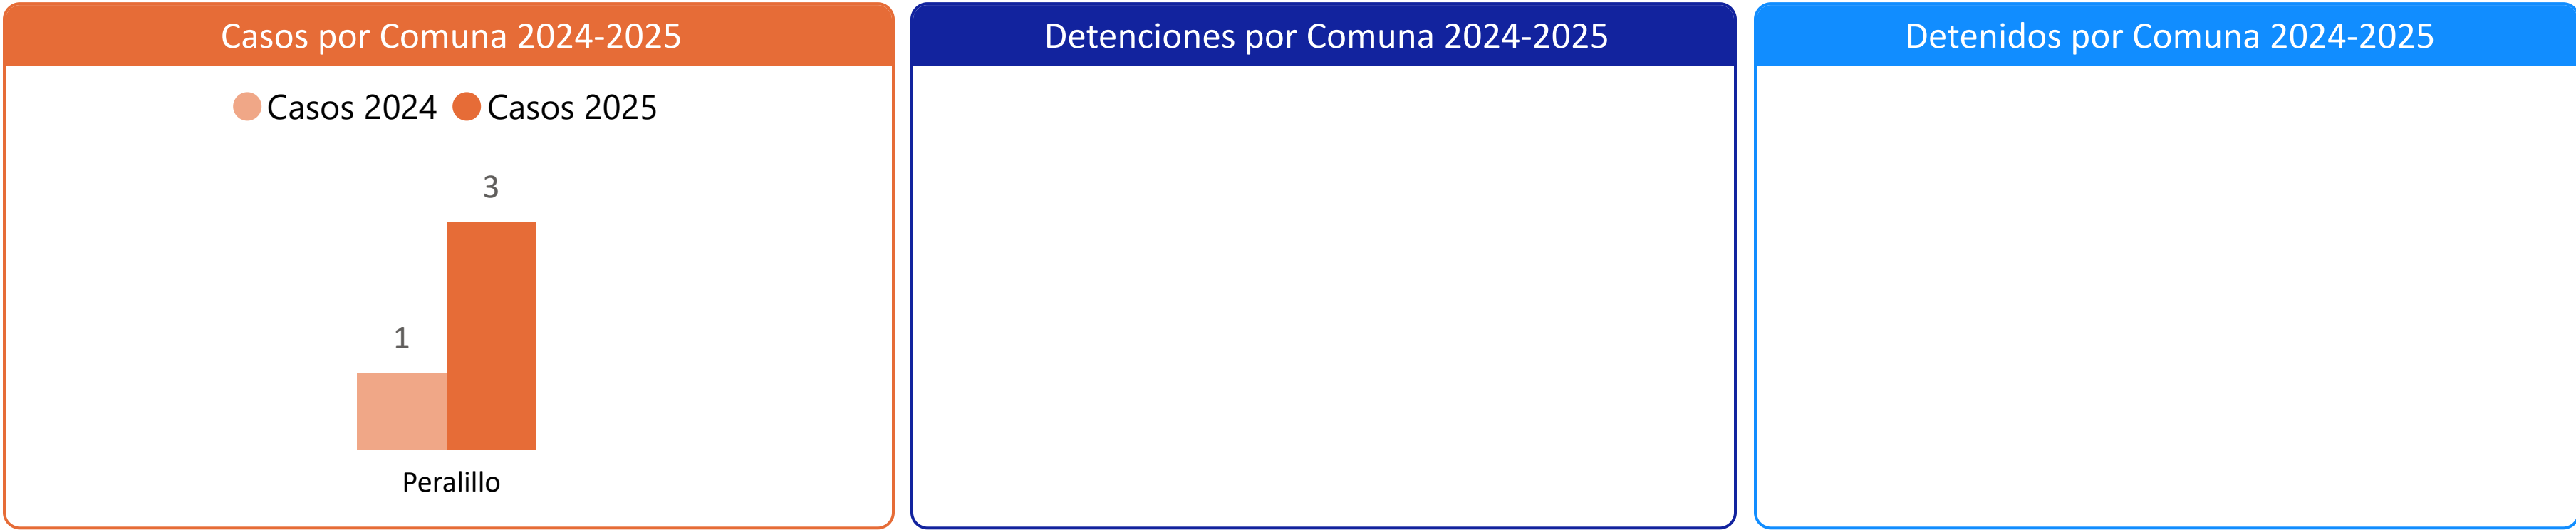 Casos por Comuna 2024-2025
Casos 2024 Casos 2025
3
1
Peralillo
Detenciones por Comuna 2024-2025
Detenidos por Comuna 2024-2025